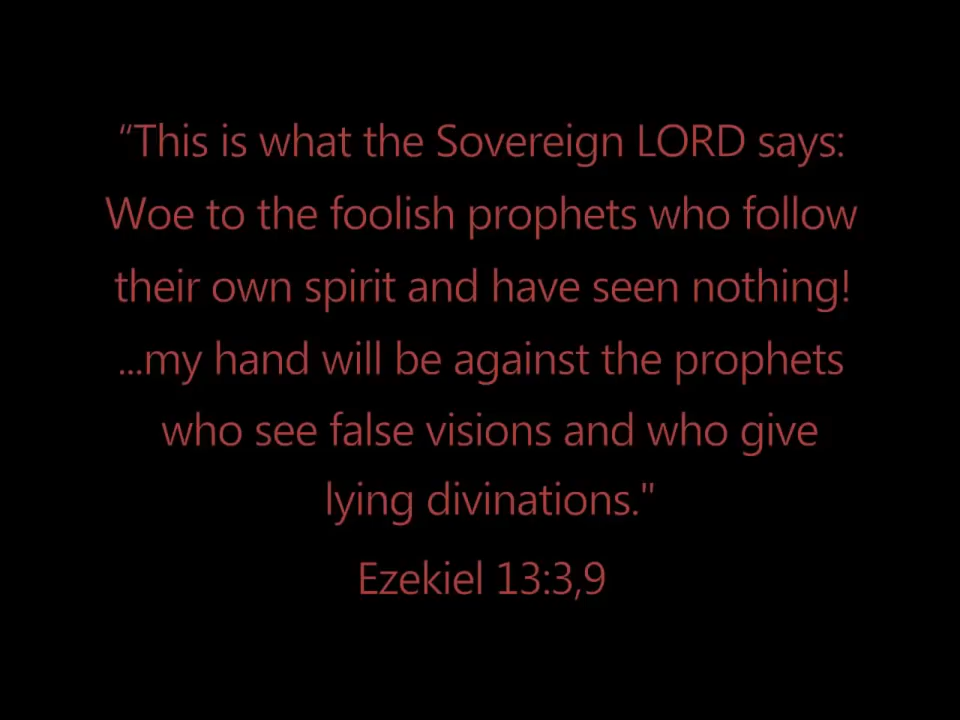 “This is what the Sovereign LORD says:
Woe to the foolish prophets who follow
their own spirit and have seen nothing!
...my hand will be against the prophets
who see false visions and who give
lying divinations."
Ezekiel 13:3,9